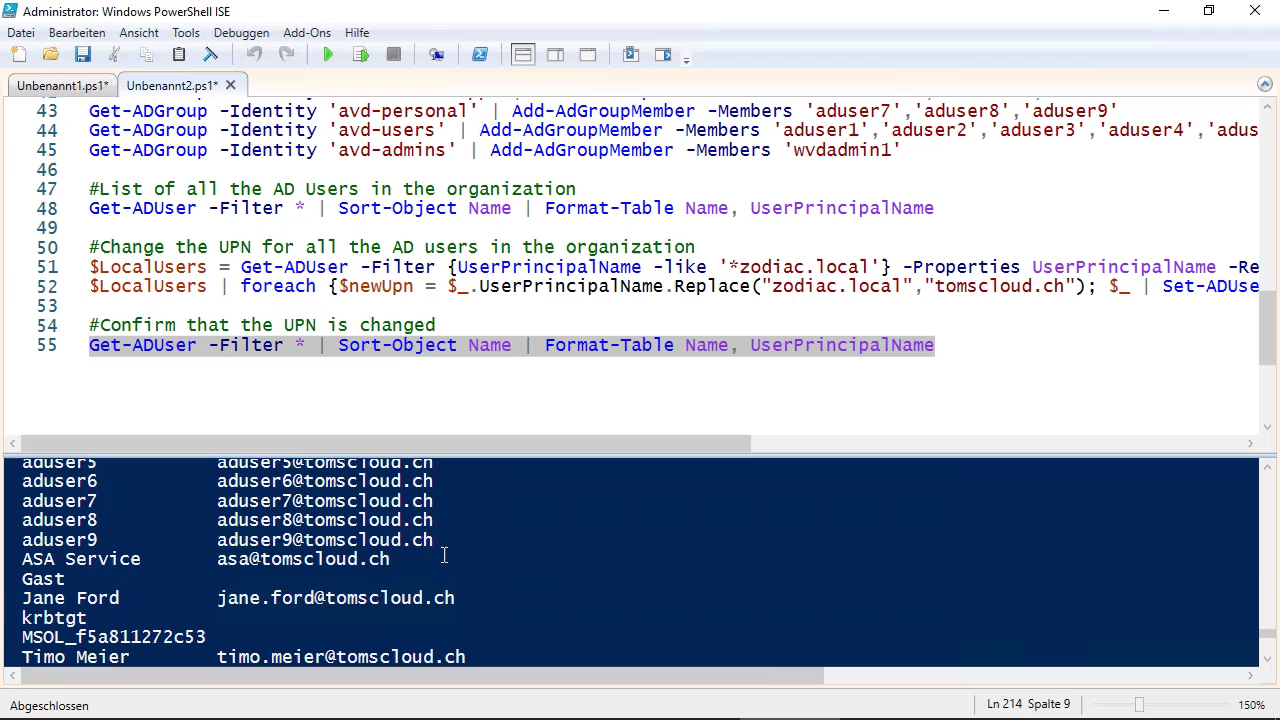 Administrator: Windows PowerShell ISE
Datei Bearbeiten Ansicht Tools Debuggen Add-Ons Hilfe
Unbenannt1.ps1* Unbenannt2.ps1*
43 Get-ADGroup -Identity 'avd-personal' | Add-AdGroupMember -Members 'aduser7','aduser8','aduser9'
44 Get-ADGroup -Identity 'avd-users' | Add-AdGroupMember -Members 'aduser1','aduser2','aduser3','aduser4','adus
45 Get-ADGroup -Identity 'avd-admins' | Add-AdGroupMember -Members 'wvdadmin1'
46
47 #List of all the AD Users in the organization
48 Get-ADUser -Filter * | Sort-Object Name | Format-Table Name, UserPrincipalName
49
50 #Change the UPN for all the AD users in the organization
51 $LocalUsers = Get-ADUser -Filter {UserPrincipalName -like '*zodiac.local'} -Properties UserPrincipalName -Re
52 $LocalUsers | foreach {$newUpn = $_.UserPrincipalName.Replace("zodiac.local","tomscloud.ch"); $_ | Set-ADUse
53
54 #Confirm that the UPN is changed
55 Get-ADUser -Filter * | Sort-Object Name | Format-Table Name, UserPrincipalName
aduser5 aduser5@tomscloud.ch
aduser6 aduser6@tomscloud.ch
aduser7 aduser7@tomscloud.ch
aduser8 aduser8@tomscloud.ch
aduser9 aduser9@tomscloud.ch
ASA Service asa@tomscloud.ch
Gast
Jane Ford jane.ford@tomscloud.ch
krbtgt
MSOL_f5a811272c53
Timo Meier timo.meier@tomscloud.ch
Abgeschlossen Ln 214 Spalte 9 150%